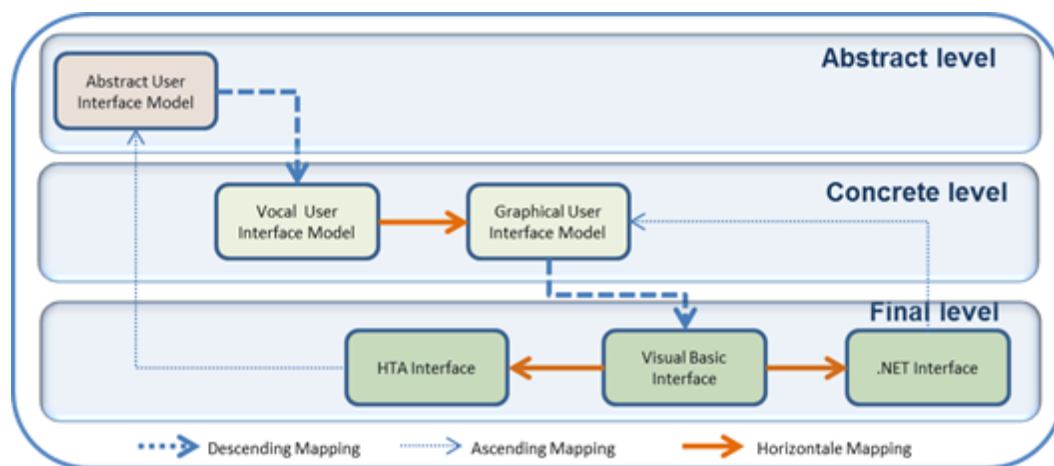 Abstract level
Abstract User
Interface Model
Concrete level
Vocal User
Interface Model
Graphical User
Interface Model
Final level
HTA Interface
Visual Basic
Interface
.NET Interface
Descending Mapping
Ascending Mapping
Horizontale Mapping